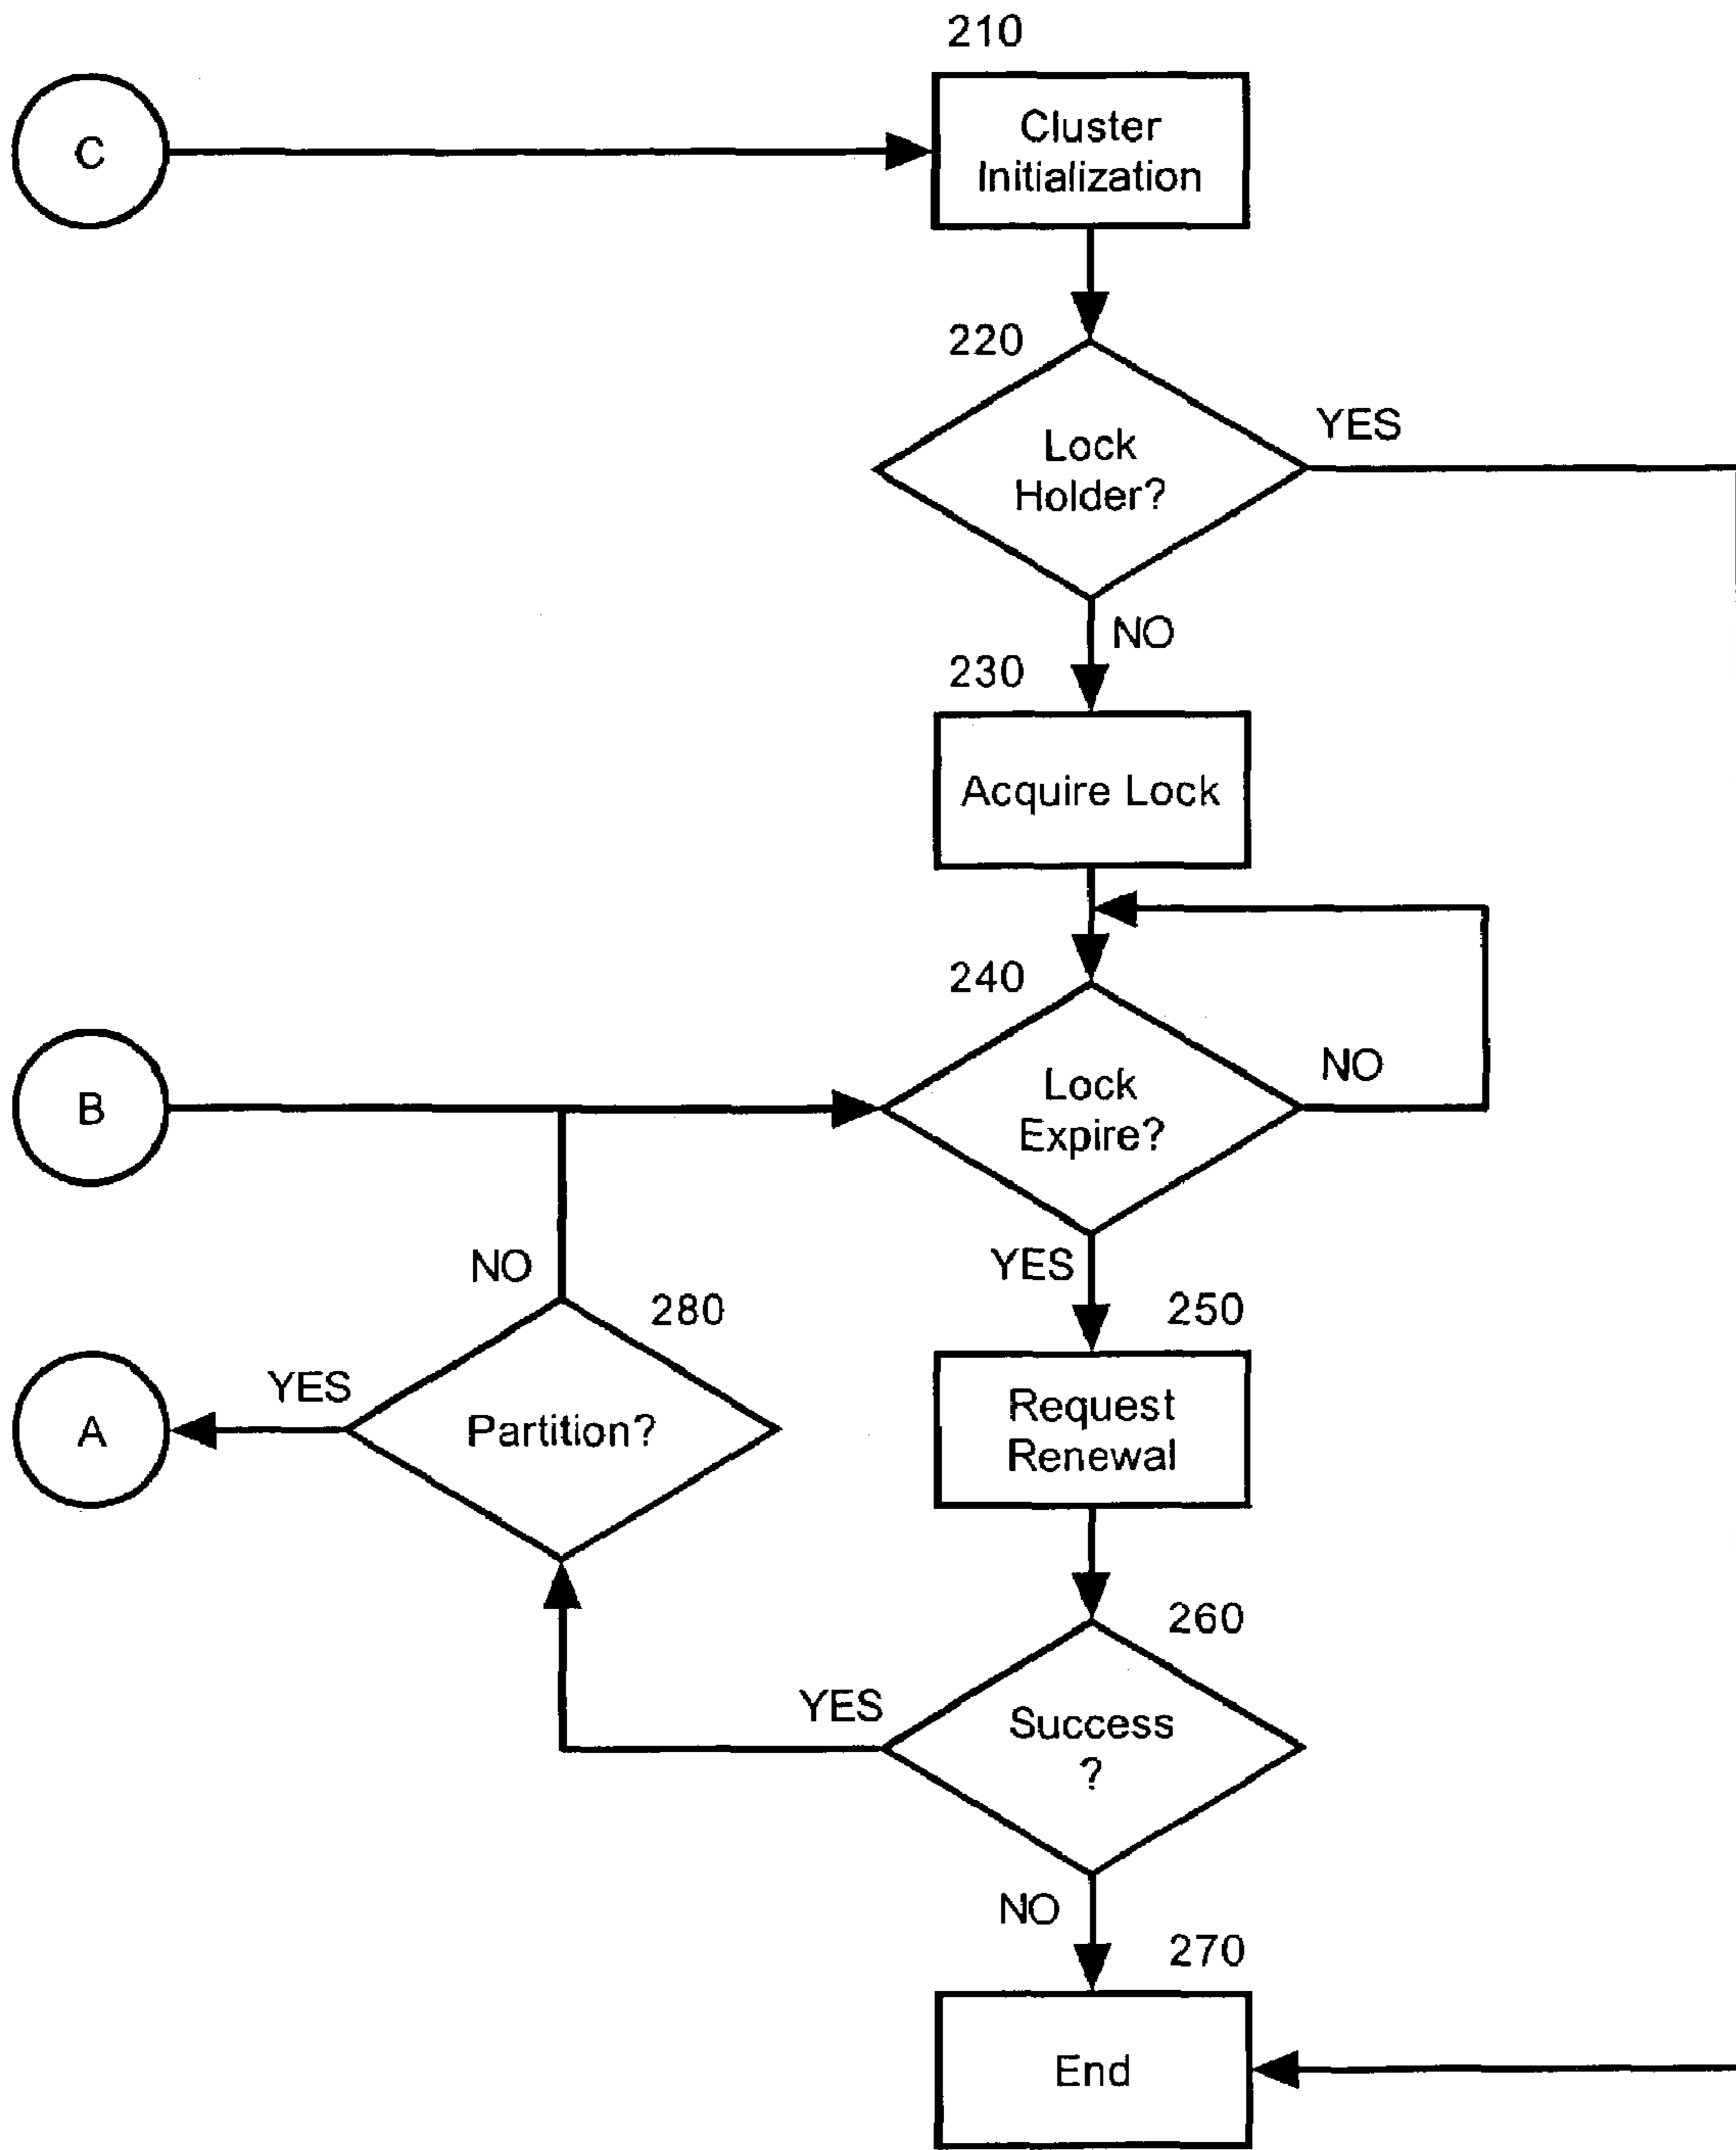 210
C
Cluster
Initialization
220
YES
Lock
Holder?
NO
230
Acquire Lock
240
B
Lock
Expire?
NO
NO
YES
280
250
A
YES
Partition?
Request
Renewal
260
YES
Success
?
NO
270
End